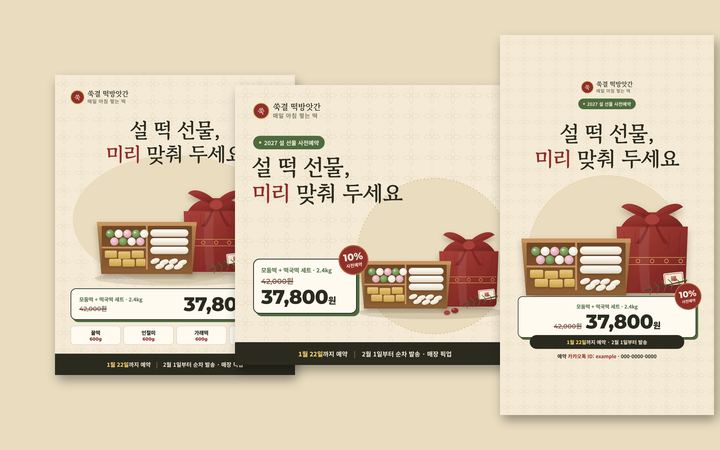 쑥
쑥결 떡방앗간
매일 아침 찧는 떡
설 떡 선물,
미리 맞춰 두세요
모둠떡 + 떡국떡 세트 · 2.4kg
42,000원
37,80
꿀떡
600g
인절미
600g
가래떡
600g
1월 22일까지 예약 | 2월 1일부터 순차 발송 · 매장 픽업
쑥
쑥결 떡방앗간
매일 아침 찧는 떡
2027 설 선물 사전예약
설 떡 선물,
미리 맞춰 두세요
10%
사전예약
모둠떡 + 떡국떡 세트 · 2.4kg
42,000원
37,800원
1월 22일까지 예약 | 2월 1일부터 순차 발송 · 매장 픽업
쑥
쑥결 떡방앗간
매일 아침 찧는 떡
2027 설 선물 사전예약
설 떡 선물,
미리 맞춰 두세요
10%
사전예약
모둠떡 + 떡국떡 세트 · 2.4kg
42,000원 37,800원
1월 22일까지 예약 · 2월 1일부터 발송
예약 카카오톡 ID: example · 000-0000-0000